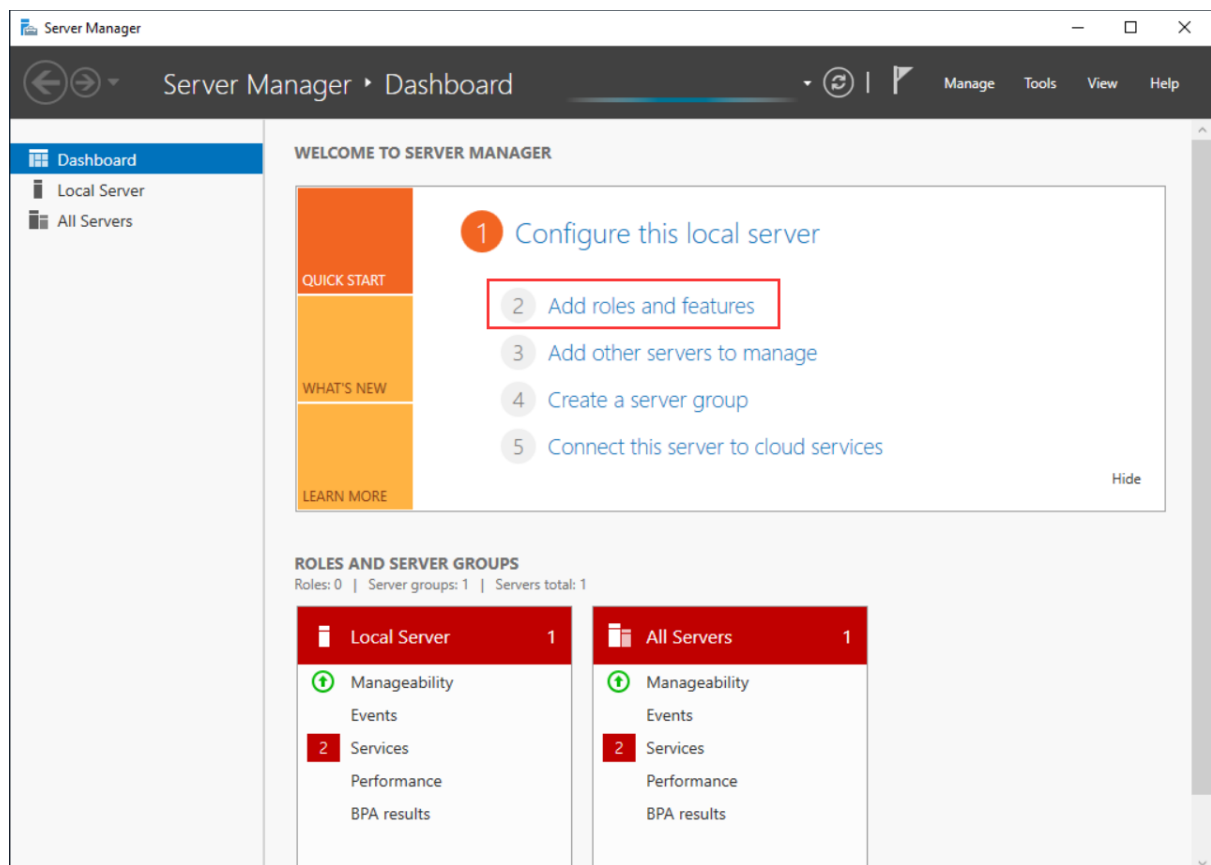 Server Manager
Server Manager ‣ Dashboard
Manage Tools View Help
Dashboard
Local Server
All Servers
WELCOME TO SERVER MANAGER
QUICK START
WHAT'S NEW
LEARN MORE
1 Configure this local server
2 Add roles and features
3 Add other servers to manage
4 Create a server group
5 Connect this server to cloud services
Hide
ROLES AND SERVER GROUPS
Roles: 0 | Server groups: 1 | Servers total: 1
Local Server 1
Manageability
Events
2 Services
Performance
BPA results
All Servers 1
Manageability
Events
2 Services
Performance
BPA results